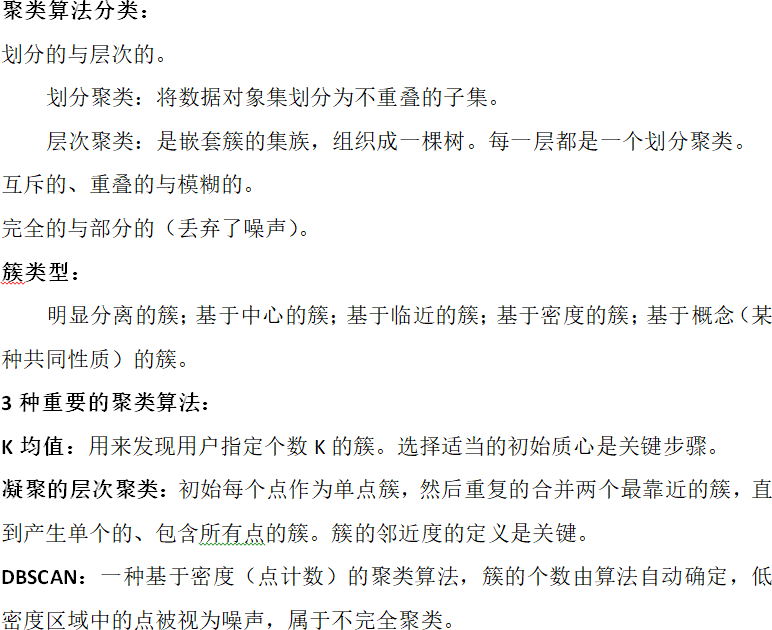 聚类算法分类：
划分的与层次的。
划分聚类：将数据对象集划分为不重叠的子集。
层次聚类：是嵌套簇的集族，组织成一棵树。每一层都是一个划分聚类。
互斥的、重叠的与模糊的。
完全的与部分的（丢弃了噪声）。
簇类型：
明显分离的簇；基于中心的簇；基于临近的簇；基于密度的簇；基于概念（某
种共同性质）的簇。
3 种重要的聚类算法：
K 均值：用来发现用户指定个数 K 的簇。选择适当的初始质心是关键步骤。
凝聚的层次聚类：初始每个点作为单点簇，然后重复的合并两个最靠近的簇，直
到产生单个的、包含所有点的簇。簇的邻近度的定义是关键。
DBSCAN：一种基于密度（点计数）的聚类算法，簇的个数由算法自动确定，低
密度区域中的点被视为噪声，属于不完全聚类。